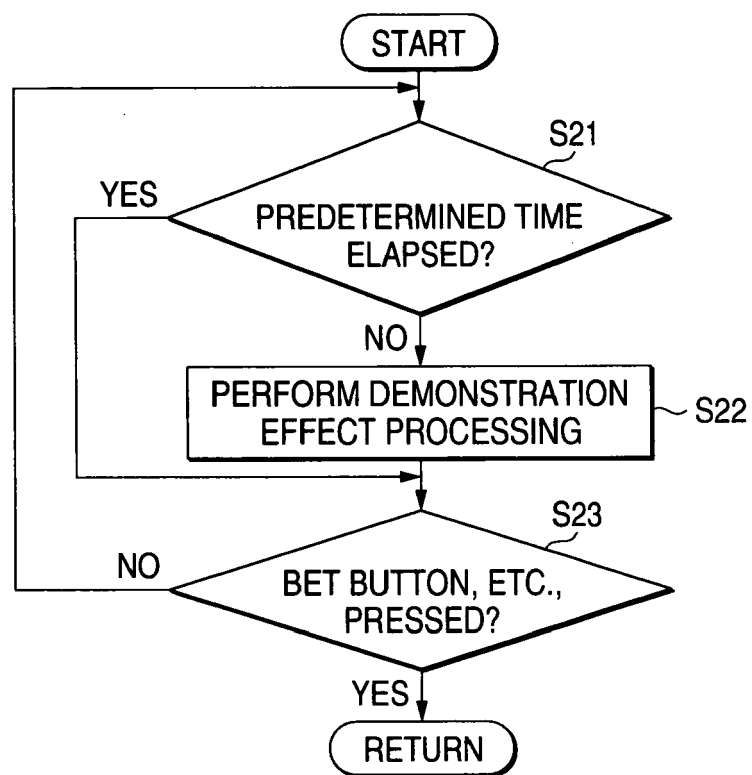 START
S21
YES
PREDETERMINED TIME
ELAPSED?
NO
PERFORM DEMONSTRATION
EFFECT PROCESSING
S22
S23
NO
BET BUTTON, ETC.,
PRESSED?
YES
RETURN